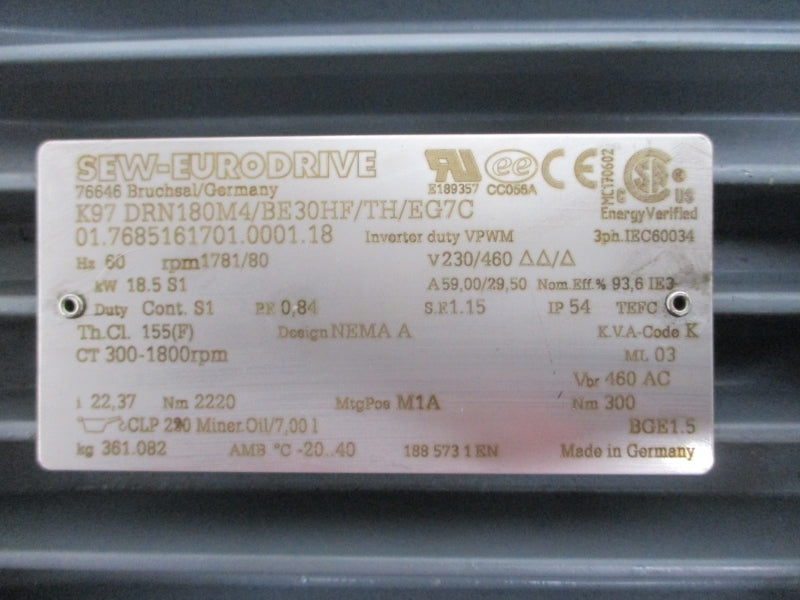 SEW-EURODRIVE
76646 Bruchsal/Germany
E189357 CC056A
MC170602
C US
EnergyVerified
K97 DRN180M4/BE30HF/TH/EG7C
01.7685161701.0001.18 Inverter duty VPWM 3ph.IEC60034
Hz 60 rpm 1781/80 V 230/460 ΔΔ/Δ
kW 18.5 S1 A 59,00/29,50 Nom.Eff.% 93,6 IE3
Duty Cont. S1 P.F. 0,84 S.F. 1.15 IP 54 TEFC
Th.Cl. 155(F) Design NEMA A K.V.A-Code K
CT 300-1800rpm ML 03
Vbr 460 AC
i 22,37 Nm 2220 MtgPos M1A Nm 300
CLP Miner.Oil/7,00 l BGE1.5
kg 361.082 AMB °C -20..40 188 573 1 EN Made in Germany